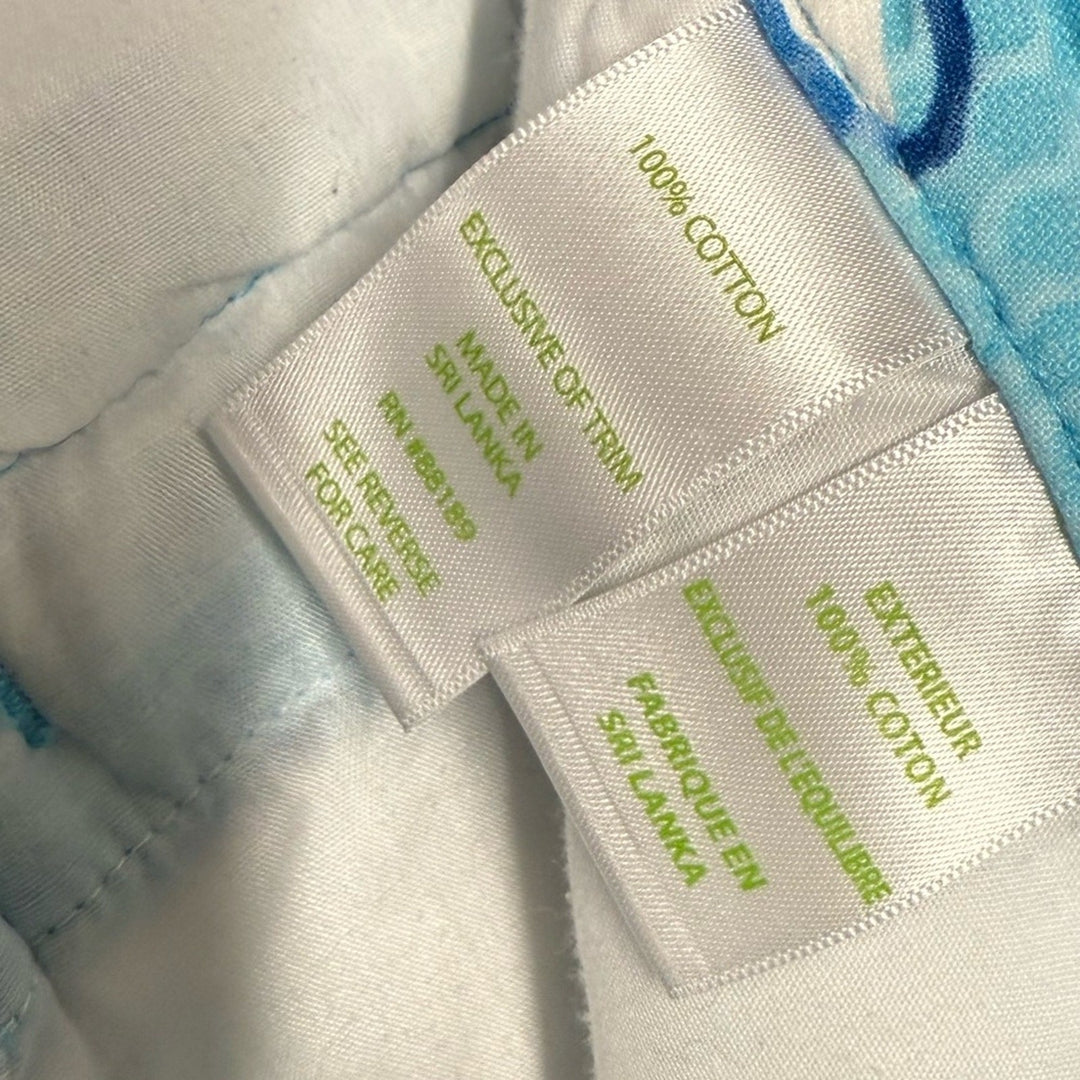 100% COTTON
EXCLUSIVE OF TRIM
MADE IN
SRI LANKA
RN #88189
SEE REVERSE
FOR CARE
EXTERIEUR
100% COTON
EXCLUSIF DE L'EQUILIBRE
FABRIQUE EN
SRI LANKA